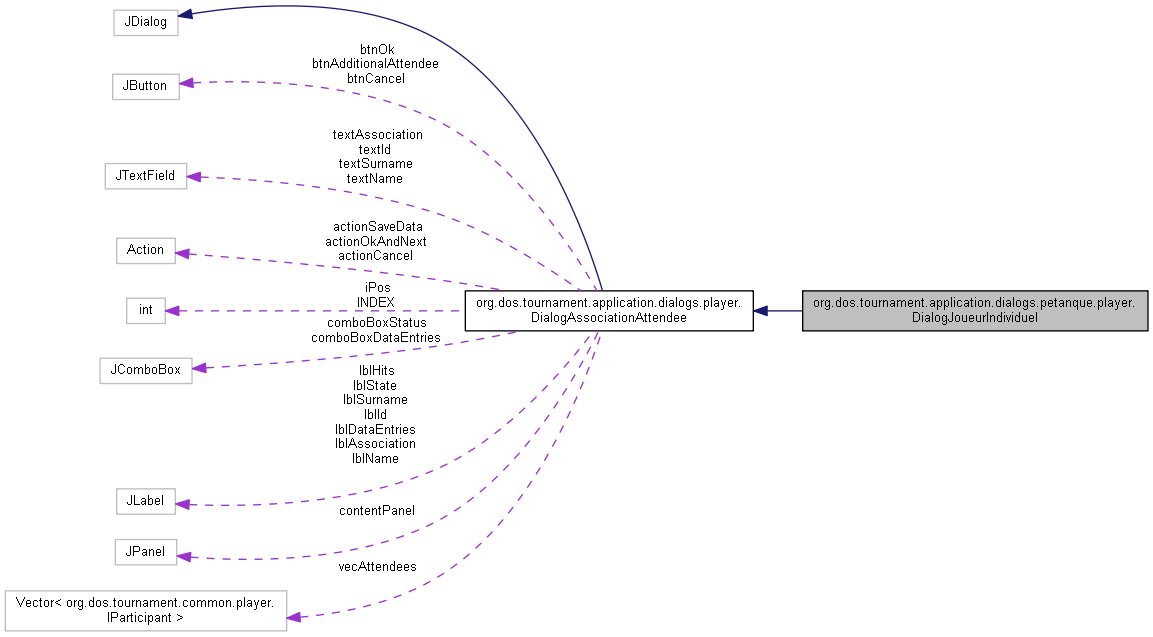 JDialog
btnOk
btnAdditionalAttendee
btnCancel
JButton
textAssociation
textId
textSurname
textName
JTextField
actionSaveData
actionOkAndNext
actionCancel
Action
iPos
INDEX
int
org.dos.tournament.application.dialogs.player.
DialogAssociationAttendee
org.dos.tournament.application.dialogs.petanque.player.
DialogJoueurIndividuel
comboBoxStatus
comboBoxDataEntries
JComboBox
lblHits
lblState
lblSurname
lblId
lblDataEntries
lblAssociation
lblName
JLabel
contentPanel
JPanel
vecAttendees
Vector< org.dos.tournament.common.player.
IParticipant >